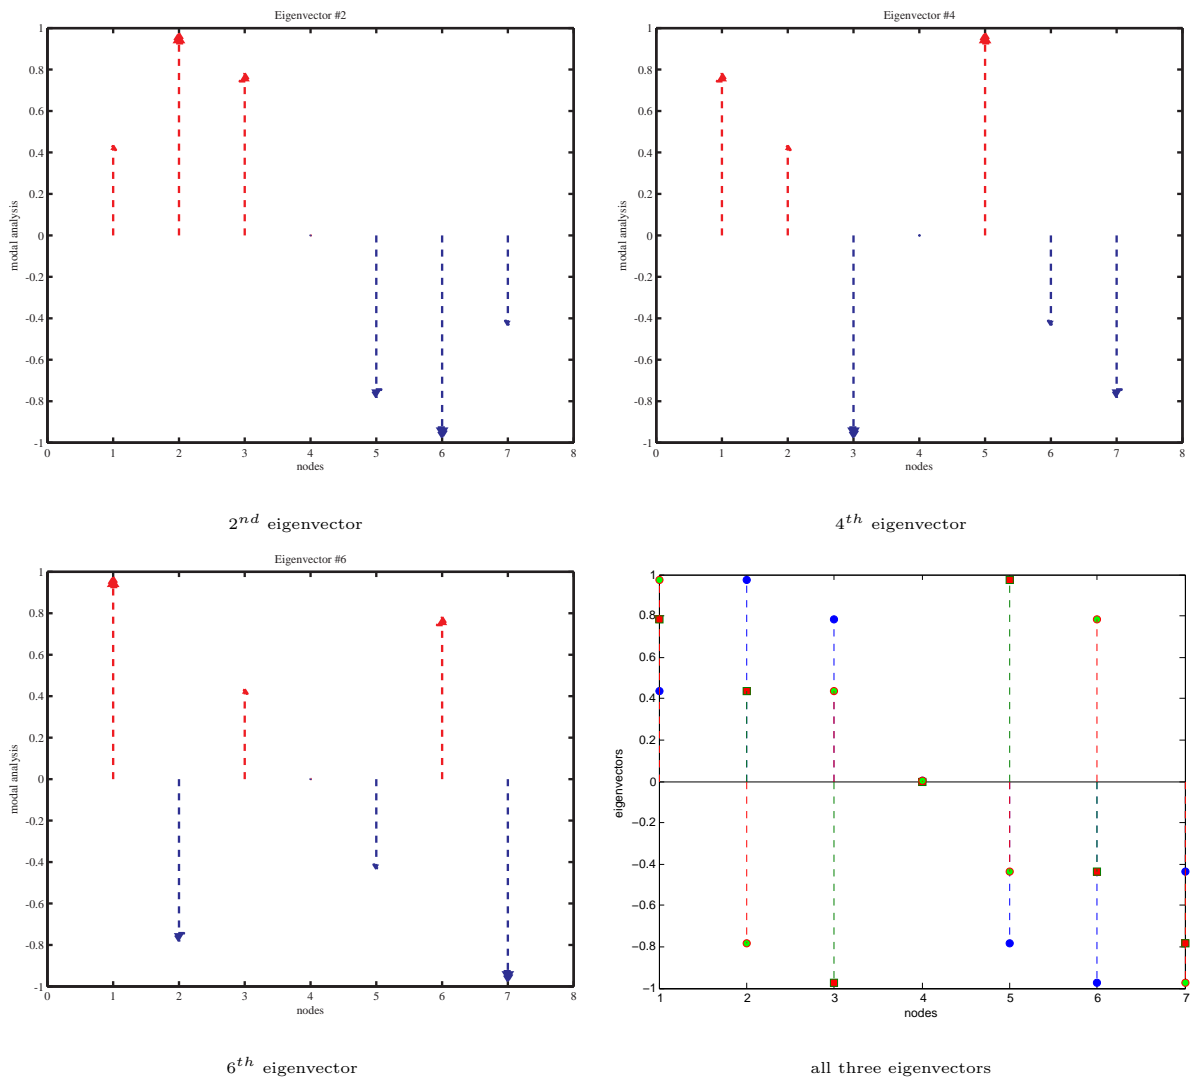 Eigenvector #2
1
0.8
0.6
0.4
0.2
0
-0.2
-0.4
-0.6
-0.8
-1
modal analysis
0 1 2 3 4 5 6 7 8
nodes
2nd eigenvector
Eigenvector #4
1
0.8
0.6
0.4
0.2
0
-0.2
-0.4
-0.6
-0.8
-1
modal analysis
0 1 2 3 4 5 6 7 8
nodes
4th eigenvector
Eigenvector #6
1
0.8
0.6
0.4
0.2
0
-0.2
-0.4
-0.6
-0.8
-1
modal analysis
0 1 2 3 4 5 6 7 8
nodes
6th eigenvector
1
0.8
0.6
0.4
0.2
0
−0.2
−0.4
−0.6
−0.8
−1
eigenvectors
1 2 3 4 5 6 7
nodes
all three eigenvectors